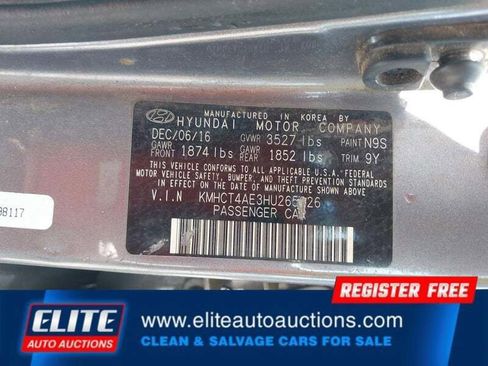 MANUFACTURED IN KOREA BY
HYUNDAI MOTOR COMPANY
DEC/06/16 GVWR 3527 lbs PAINT N9S
GAWR FRONT 1874 lbs GAWR REAR 1852 lbs TRIM 9Y
THIS VEHICLE CONFORMS TO ALL APPLICABLE U.S. FEDERAL
MOTOR VEHICLE SAFETY, BUMPER, AND THEFT PREVENTION STANDARDS
IN EFFECT ON THE DATE OF MANUFACTURE SHOWN ABOVE.
V.I.N
PASSENGER CAR
98117
REGISTER FREE
ELITE
AUTO AUCTIONS
www.eliteautoauctions.com
CLEAN & SALVAGE CARS FOR SALE